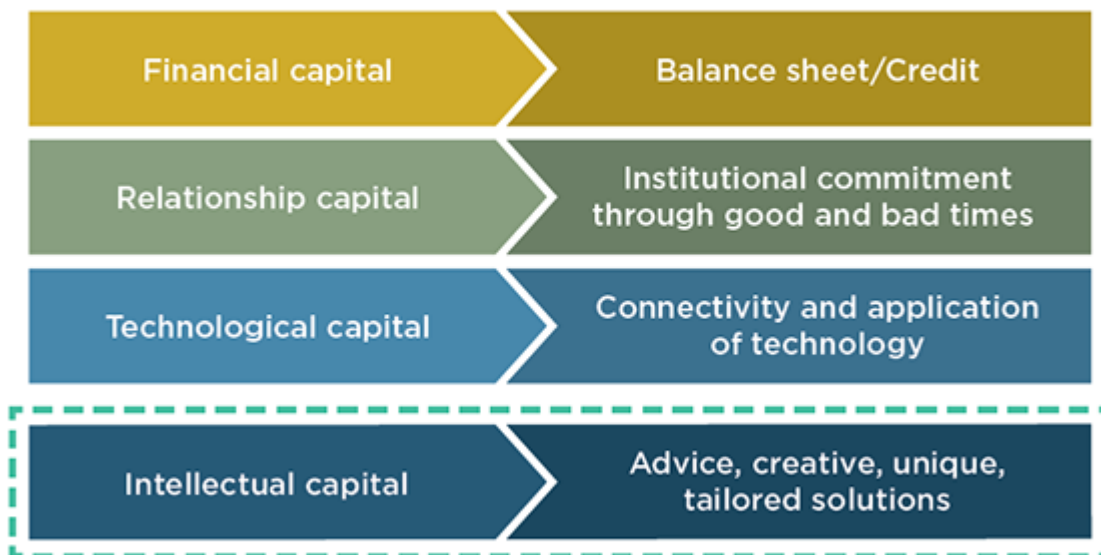 Financial capital
Balance sheet/Credit
Relationship capital
Institutional commitment
through good and bad times
Technological capital
Connectivity and application
of technology
Intellectual capital
Advice, creative, unique,
tailored solutions